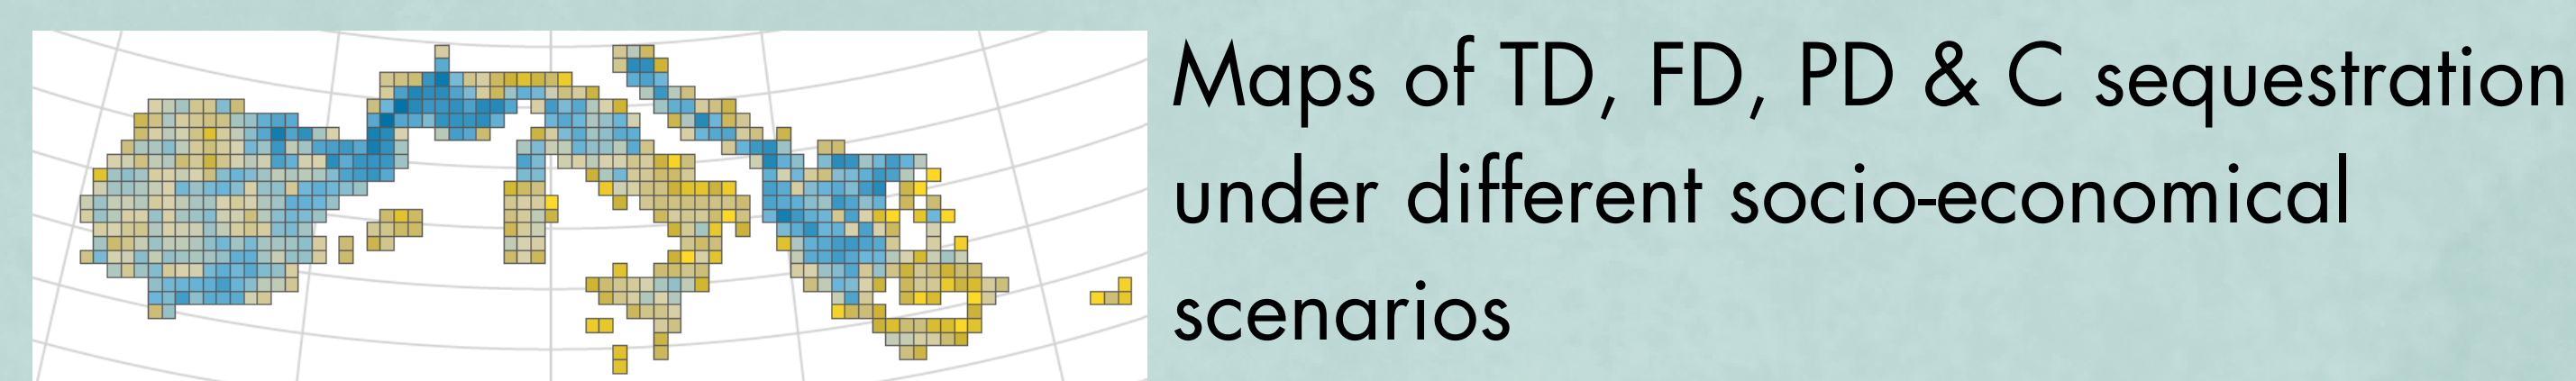 Maps of TD, FD, PD & C sequestration
under different socio-economical
scenarios